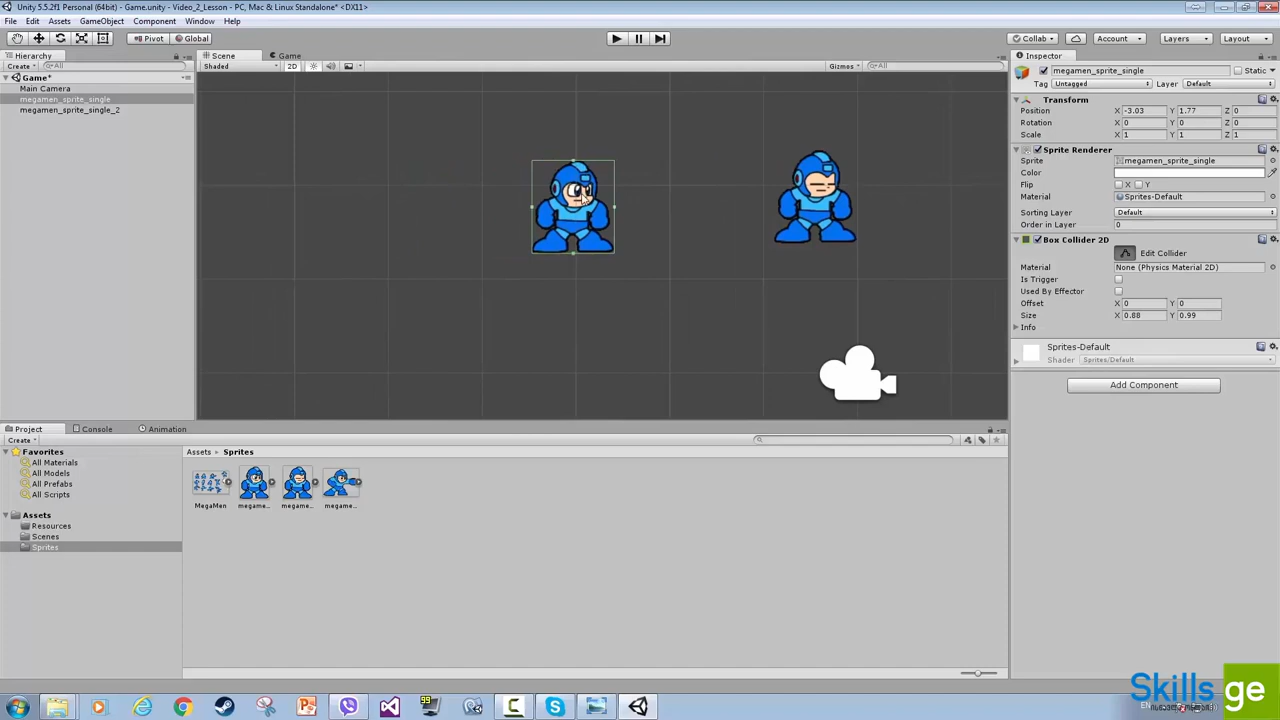 Unity 5.5.2f1 Personal (64bit) - Game.unity - Video_2_Lesson - PC, Mac & Linux Standalone* <DX11>
File Edit Assets GameObject Component Window Help
Pivot Global Collab Account Layers Layout
Hierarchy Scene Game Inspector
Create All Shaded 2D Gizmos All megamen_sprite_single Static
Game* Tag Untagged Layer Default
Main Camera Transform
megamen_sprite_single Position X -3.03 Y 1.77 Z 0
megamen_sprite_single_2 Rotation X 0 Y 0 Z 0
Scale X 1 Y 1 Z 1
Sprite Renderer
Sprite megamen_sprite_single
Color
Flip X Y
Material Sprites-Default
Sorting Layer Default
Order in Layer 0
Box Collider 2D
Edit Collider
Material None (Physics Material 2D)
Is Trigger
Used By Effector
Offset X 0 Y 0
Size X 0.88 Y 0.99
Info
Sprites-Default
Shader Sprites/Default
Add Component
Project Console Animation
Create
Favorites Assets Sprites
All Materials
All Models
All Prefabs
All Scripts
MegaMen megame... megame... megame...
Assets
Resources
Scenes
Sprites
99
Skills ge